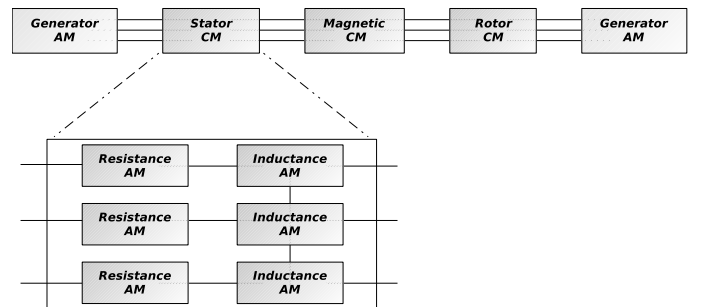 Generator
AM
Stator
CM
Magnetic
CM
Rotor
CM
Generator
AM
Resistance
AM
Inductance
AM
Resistance
AM
Inductance
AM
Resistance
AM
Inductance
AM